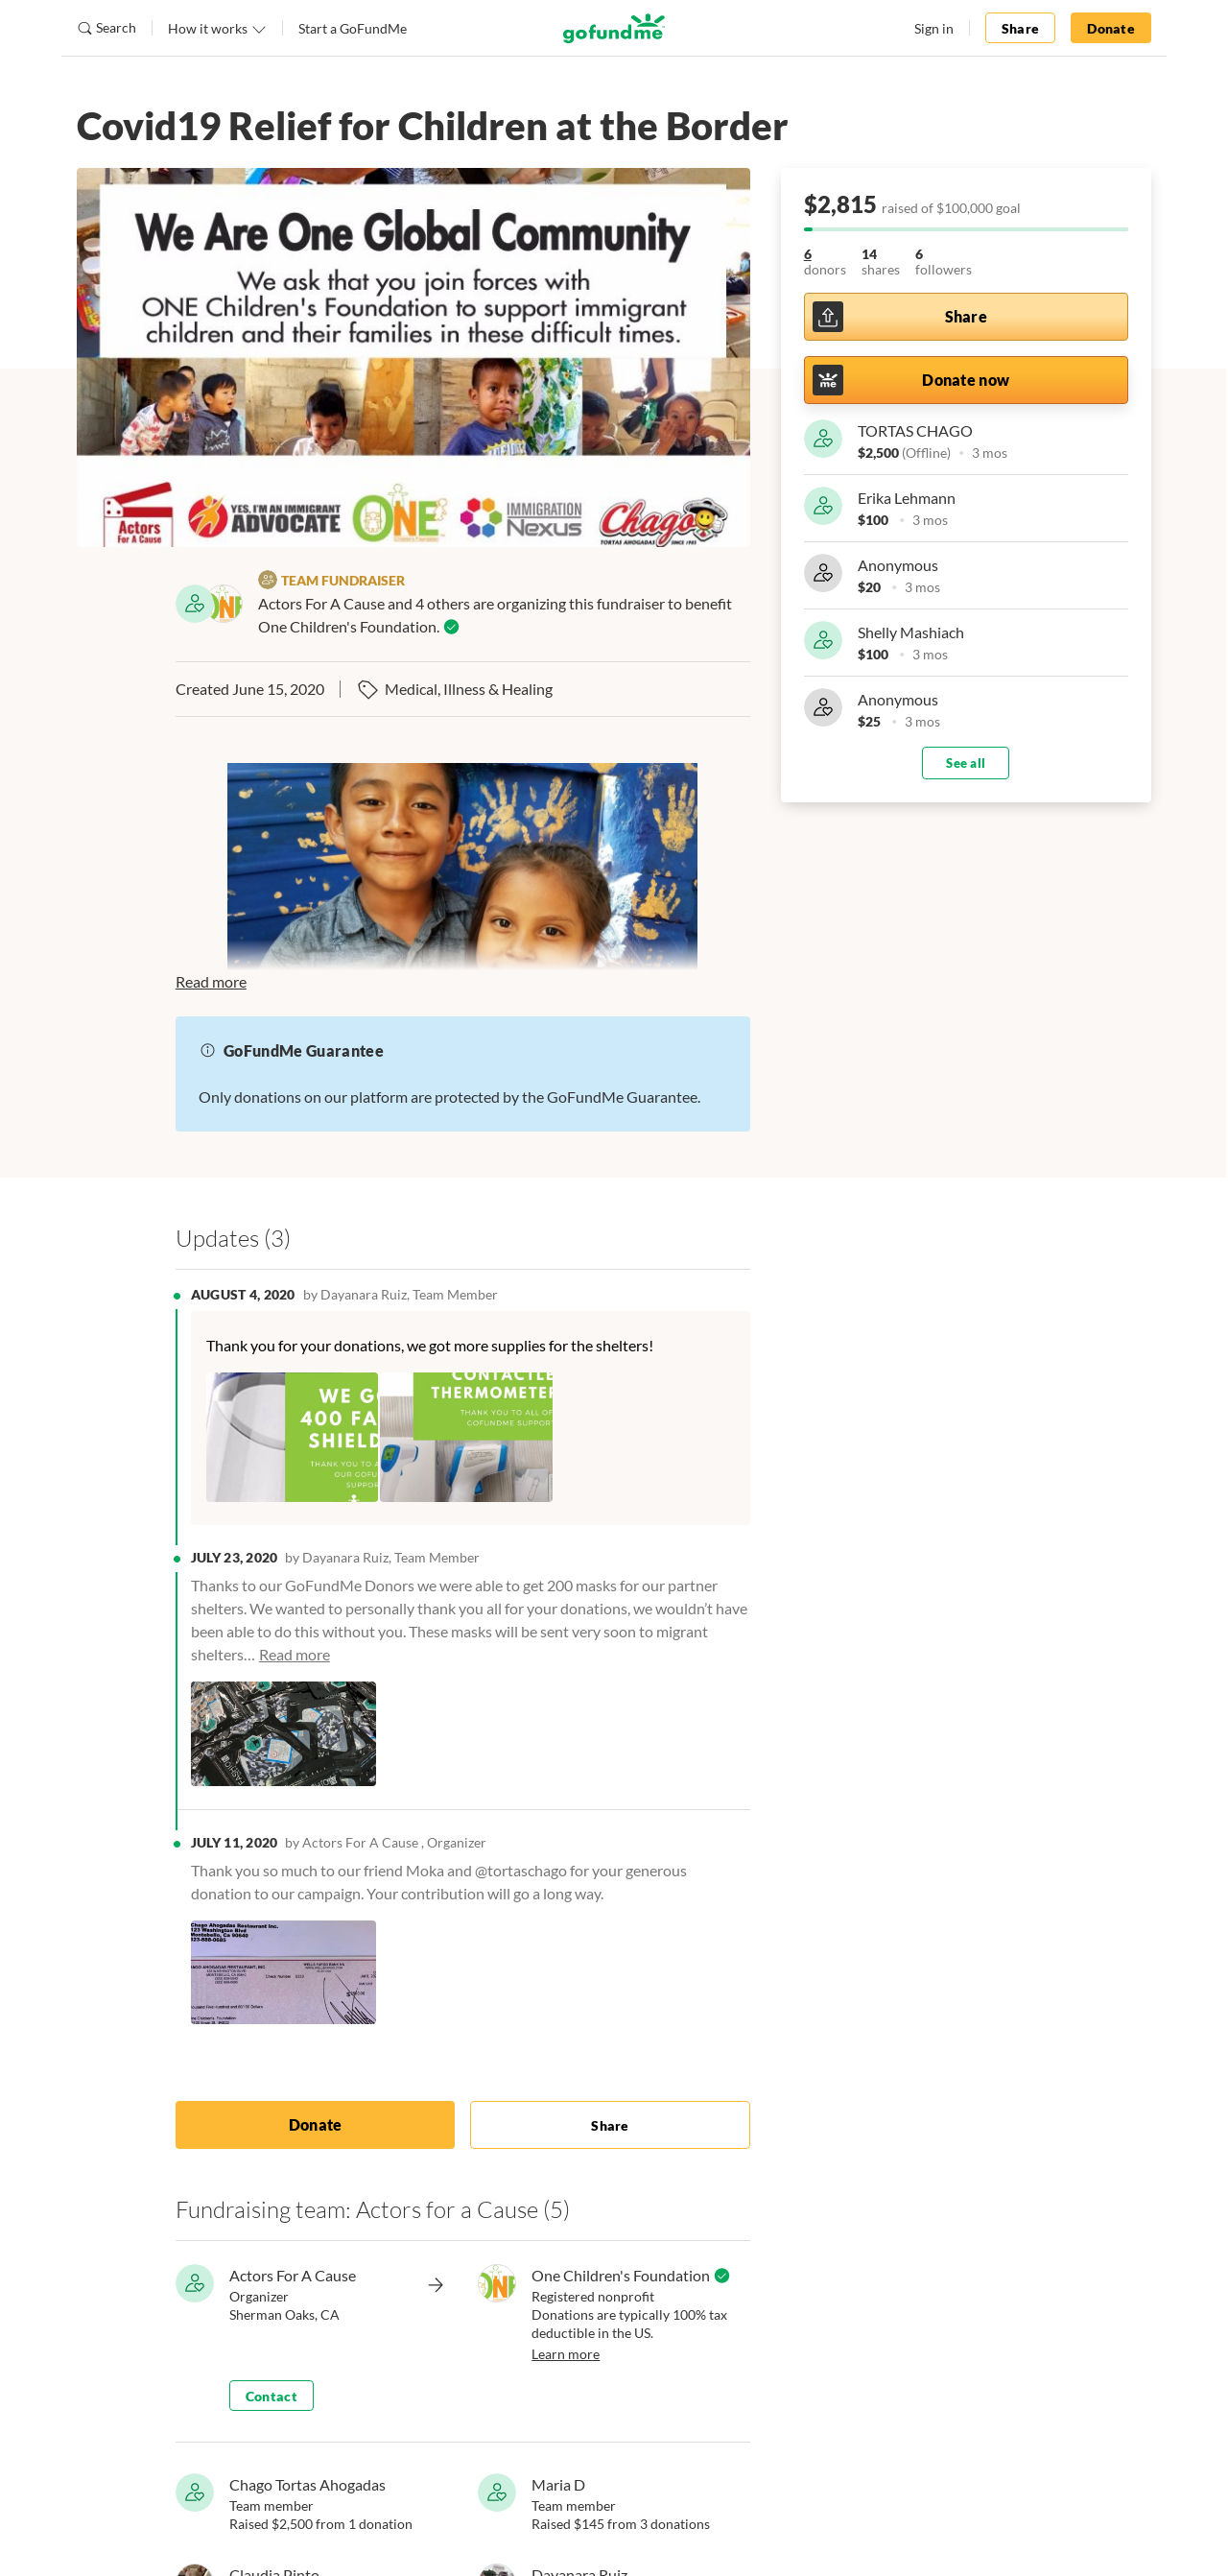 Search
How it works
Start a GoFundMe
gofundme
Sign in
Share
Donate
Covid19 Relief for Children at the Border
We Are One Global Community
We ask that you join forces with
ONE Children's Foundation to support immigrant
children and their families in these difficult times.
Actors
For A Cause
YES, I'M AN IMMIGRANT
ADVOCATE
ONE
IMMIGRATION
Nexus
Chago
TORTAS AHOGADAS SINCE 1985
TEAM FUNDRAISER
Actors For A Cause and 4 others are organizing this fundraiser to benefit
One Children's Foundation.
Created June 15, 2020
Medical, Illness & Healing
Read more
GoFundMe Guarantee
Only donations on our platform are protected by the GoFundMe Guarantee.
$2,815 raised of $100,000 goal
6
donors
14
shares
6
followers
Share
me
Donate now
TORTAS CHAGO
$2,500 (Offline) • 3 mos
Erika Lehmann
$100 • 3 mos
Anonymous
$20 • 3 mos
Shelly Mashiach
$100 • 3 mos
Anonymous
$25 • 3 mos
See all
Updates (3)
AUGUST 4, 2020 by Dayanara Ruiz, Team Member
Thank you for your donations, we got more supplies for the shelters!
WE G
400 FA
SHIELD
THANK YOU TO A
OUR GOFU
SUPPORT
CONTACTLE
THERMOMETER
THANK YOU TO ALL OF
GOFUNDME SUPPORT
JULY 23, 2020 by Dayanara Ruiz, Team Member
Thanks to our GoFundMe Donors we were able to get 200 masks for our partner
shelters. We wanted to personally thank you all for your donations, we wouldn’t have
been able to do this without you. These masks will be sent very soon to migrant
shelters… Read more
FASHION
JULY 11, 2020 by Actors For A Cause , Organizer
Thank you so much to our friend Moka and @tortaschago for your generous
donation to our campaign. Your contribution will go a long way.
Chago Ahogadas Restaurant Inc.
Washington Blvd
Montebello, Ca 90640
Donate
Share
Fundraising team: Actors for a Cause (5)
Actors For A Cause
Organizer
Sherman Oaks, CA
Contact
One Children's Foundation
Registered nonprofit
Donations are typically 100% tax
deductible in the US.
Learn more
Chago Tortas Ahogadas
Team member
Raised $2,500 from 1 donation
Maria D
Team member
Raised $145 from 3 donations
Claudia Pinto
Dayanara Ruiz